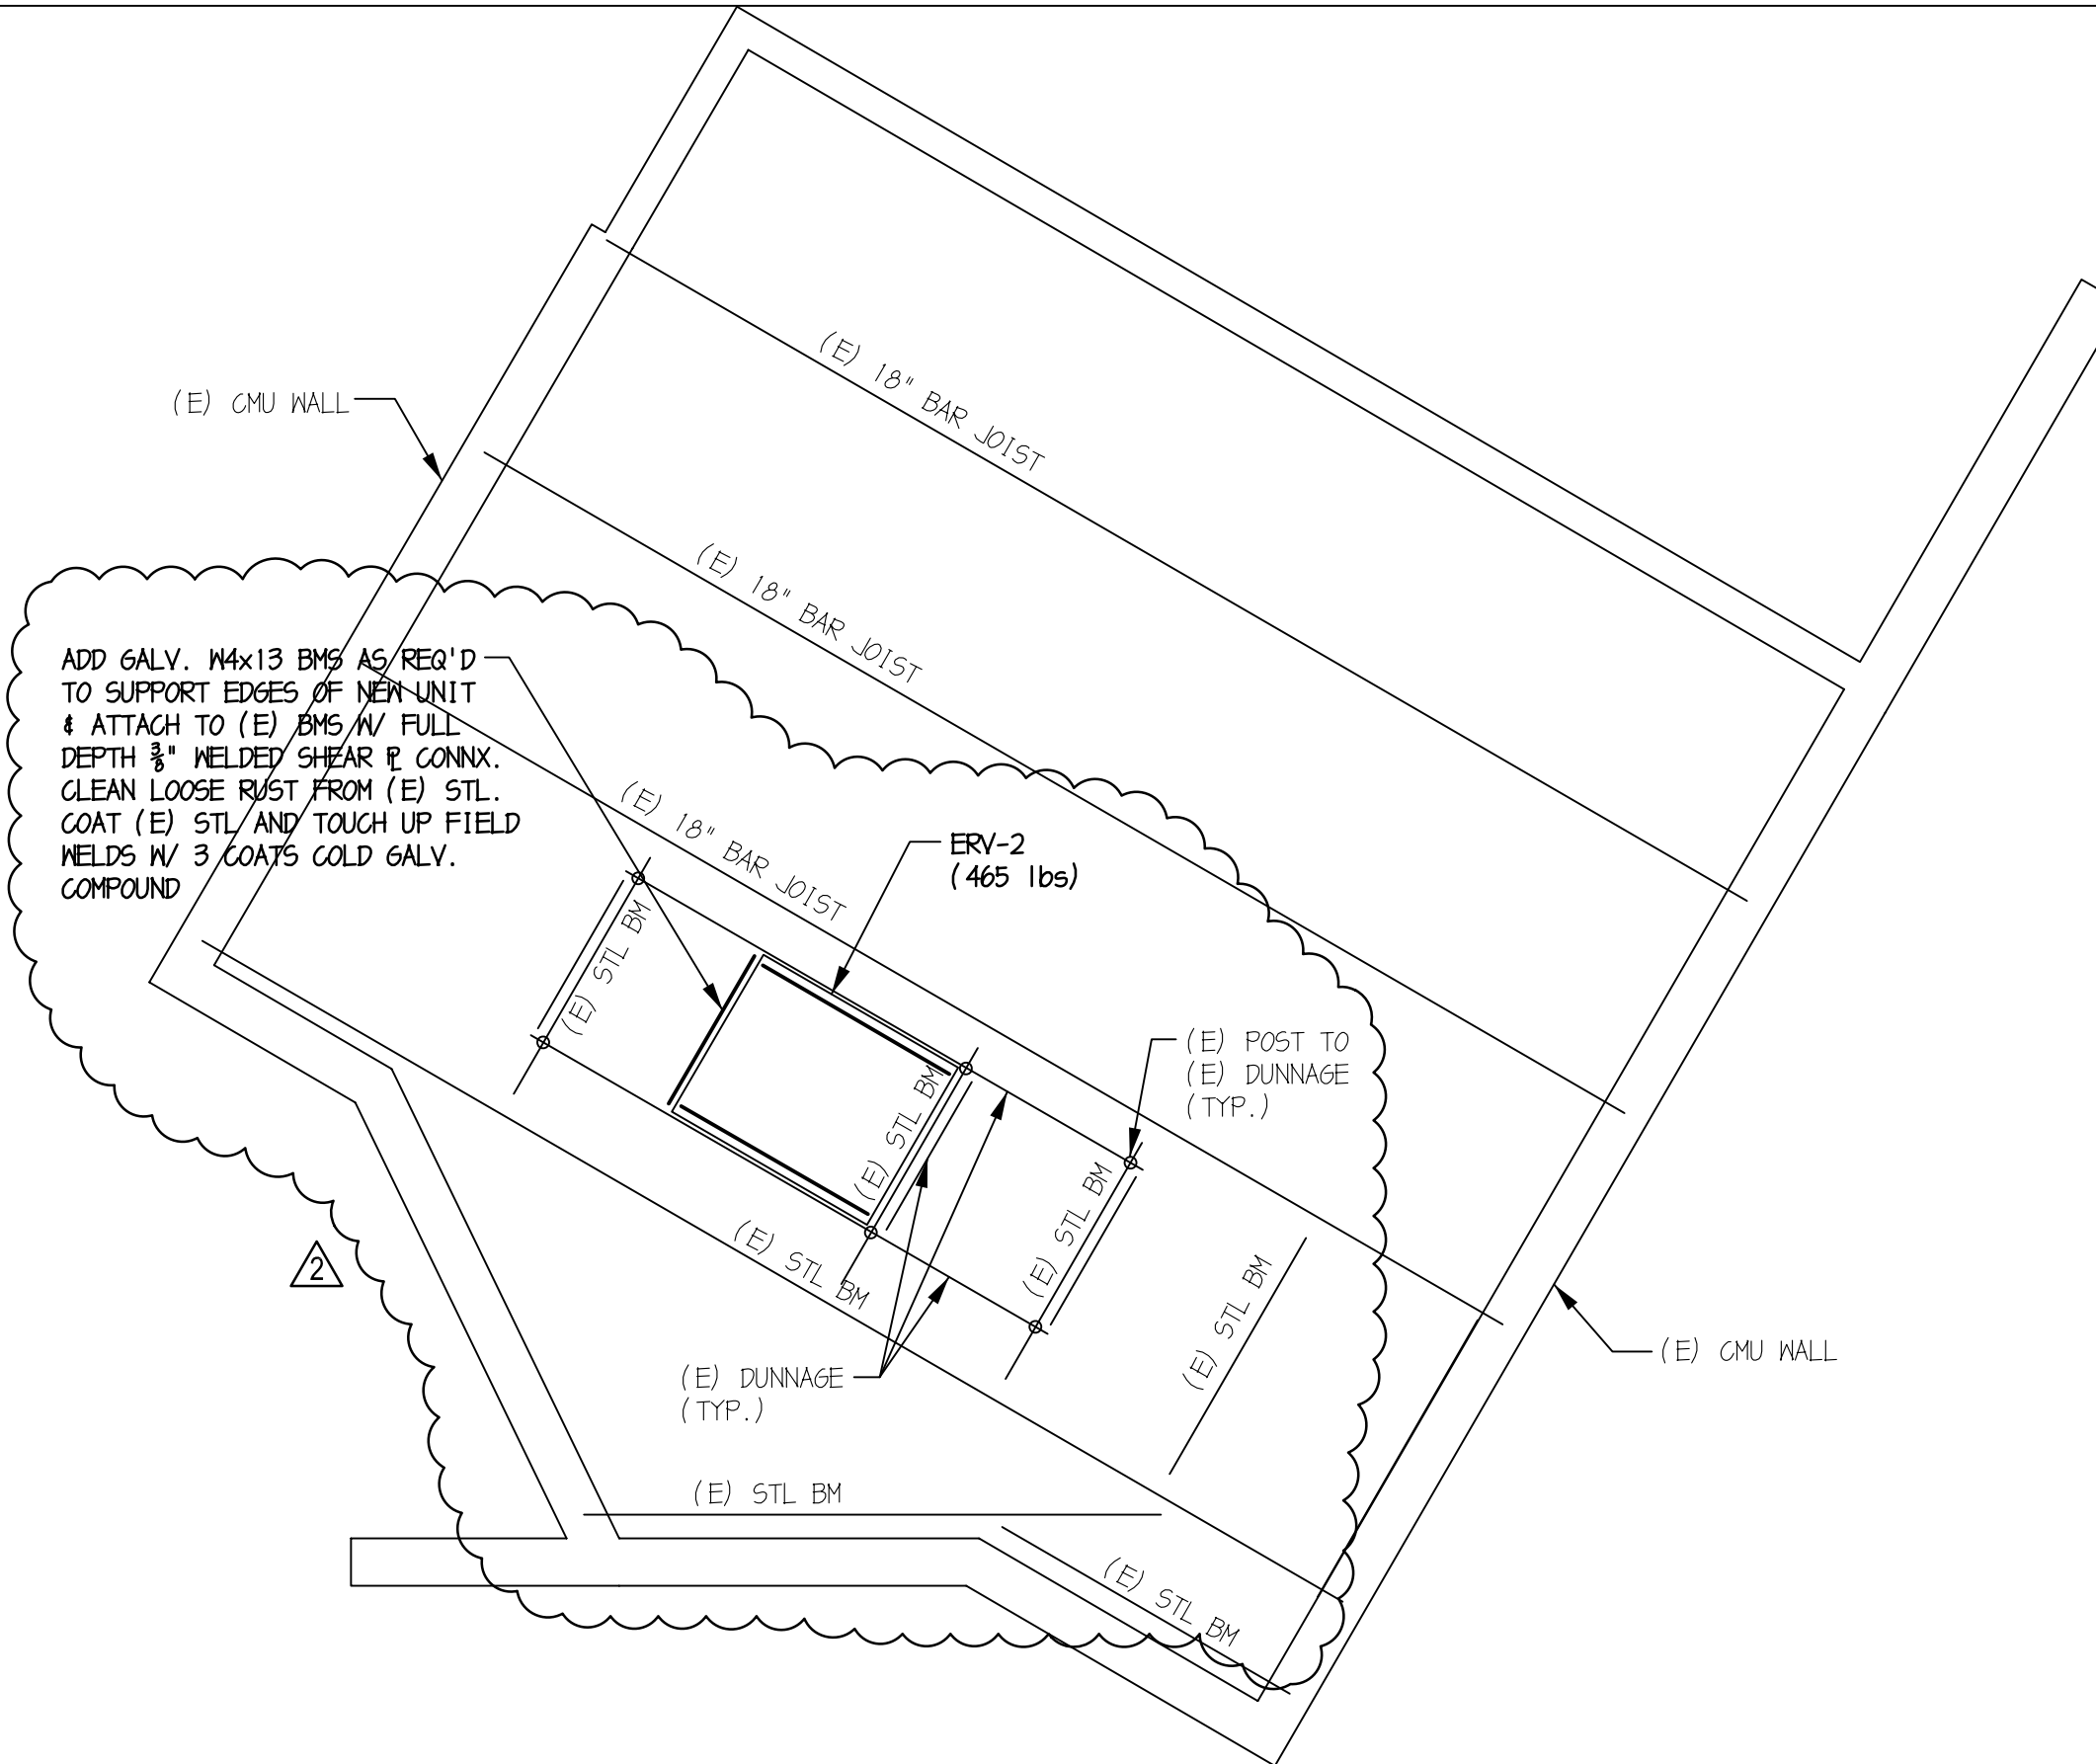 (E) 18" BAR JOIST
(E) CMU WALL
(E) 18" BAR JOIST
ADD GALV. W4x13 BMS AS REQ'D
TO SUPPORT EDGES OF NEW UNIT
& ATTACH TO (E) BMS W/ FULL
DEPTH 3/8" WELDED SHEAR PL CONNX.
CLEAN LOOSE RUST FROM (E) STL.
COAT (E) STL AND TOUCH UP FIELD
WELDS W/ 3 COATS COLD GALV.
COMPOUND
(E) 18" BAR JOIST
ERV-2
(465 lbs)
(E) STL BM
(E) STL BM
(E) POST TO
(E) DUNNAGE
(TYP.)
(E) STL BM
(E) STL BM
(E) STL BM
2
(E) DUNNAGE
(TYP.)
(E) CMU WALL
(E) STL BM
(E) STL BM